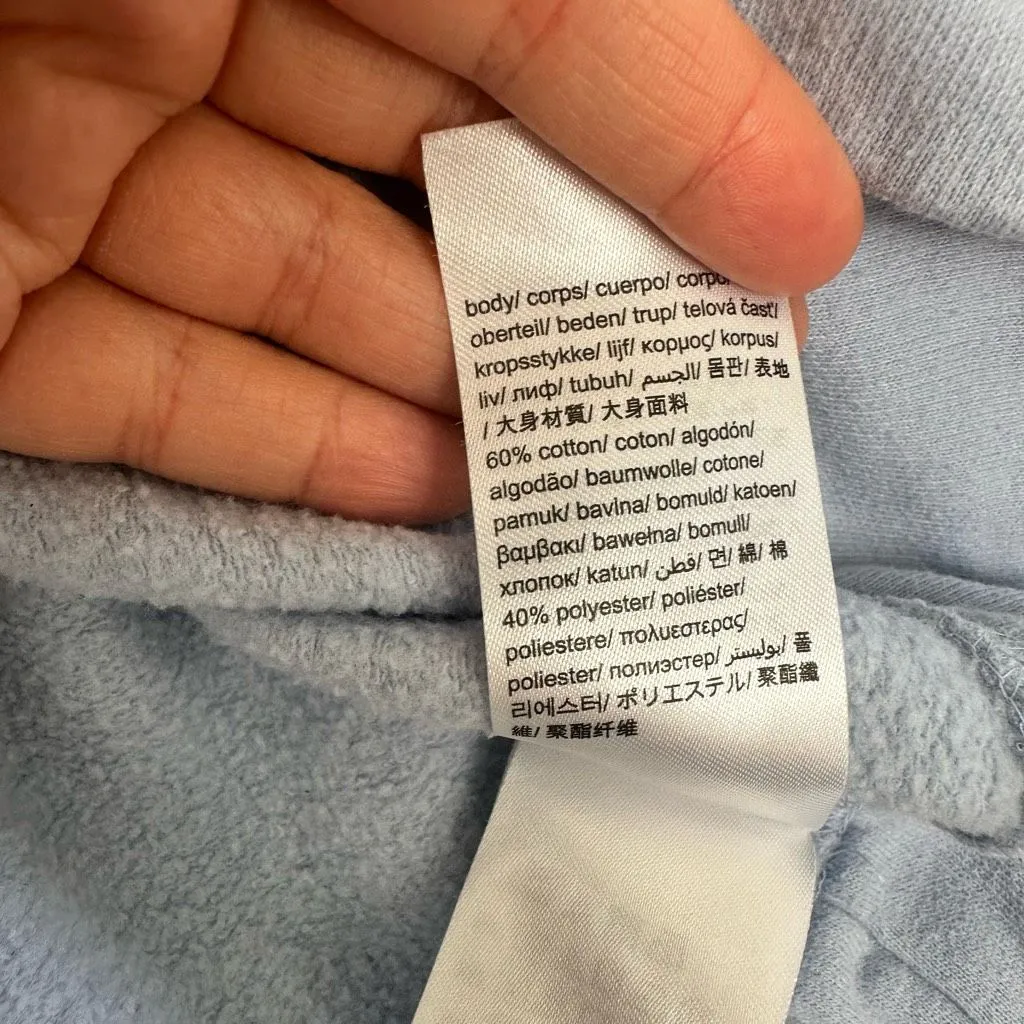 body/ corps/ cuerpo/
oberteil/ beden/ trup/ telová časť/
kropsstykke/ lijf/ κορμος/ korpus/
liv/ лиф/ tubuh/ الجسم/ 몸판/ 表地
/ 大身材質/ 大身面料
60% cotton/ coton/ algodón/
algodão/ baumwolle/ cotone/
pamuk/ bavlna/ bomuld/ katoen/
βαμβακι/ bawełna/ bomull/
хлопок/ katun/ قطن/ 면/ 綿/ 棉
40% polyester/ poliéster/
poliestere/ πολυεστερας/
poliester/ полиэстер/ بوليستر/ 폴
리에스터/ ポリエステル/ 聚酯纖
維/ 聚酯纤维